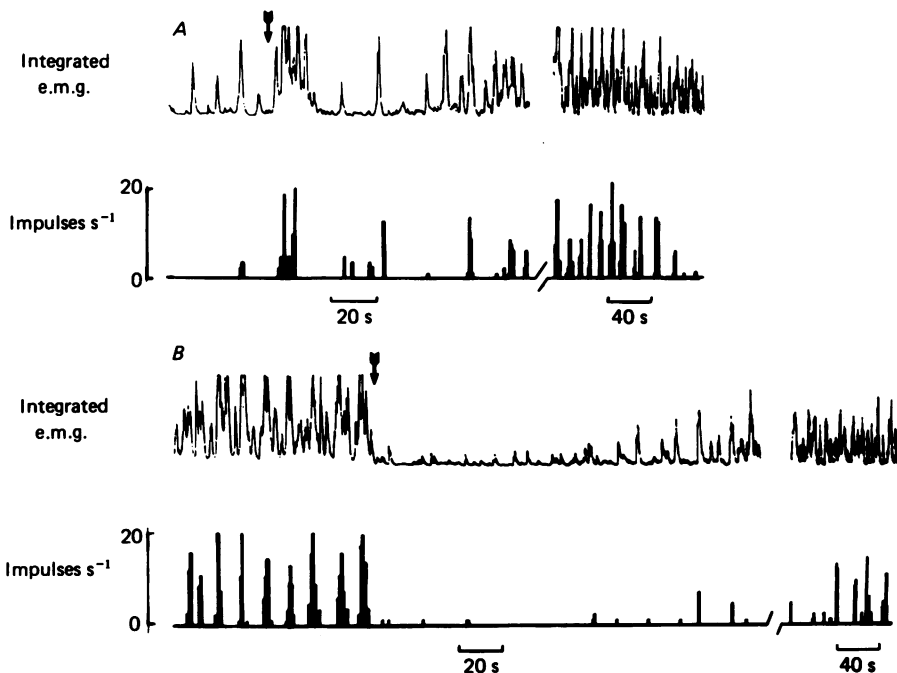 A
Integrated
e.m.g.
20
Impulses s⁻¹
0
20 s
40 s
B
Integrated
e.m.g.
20
Impulses s⁻¹
0
20 s
40 s